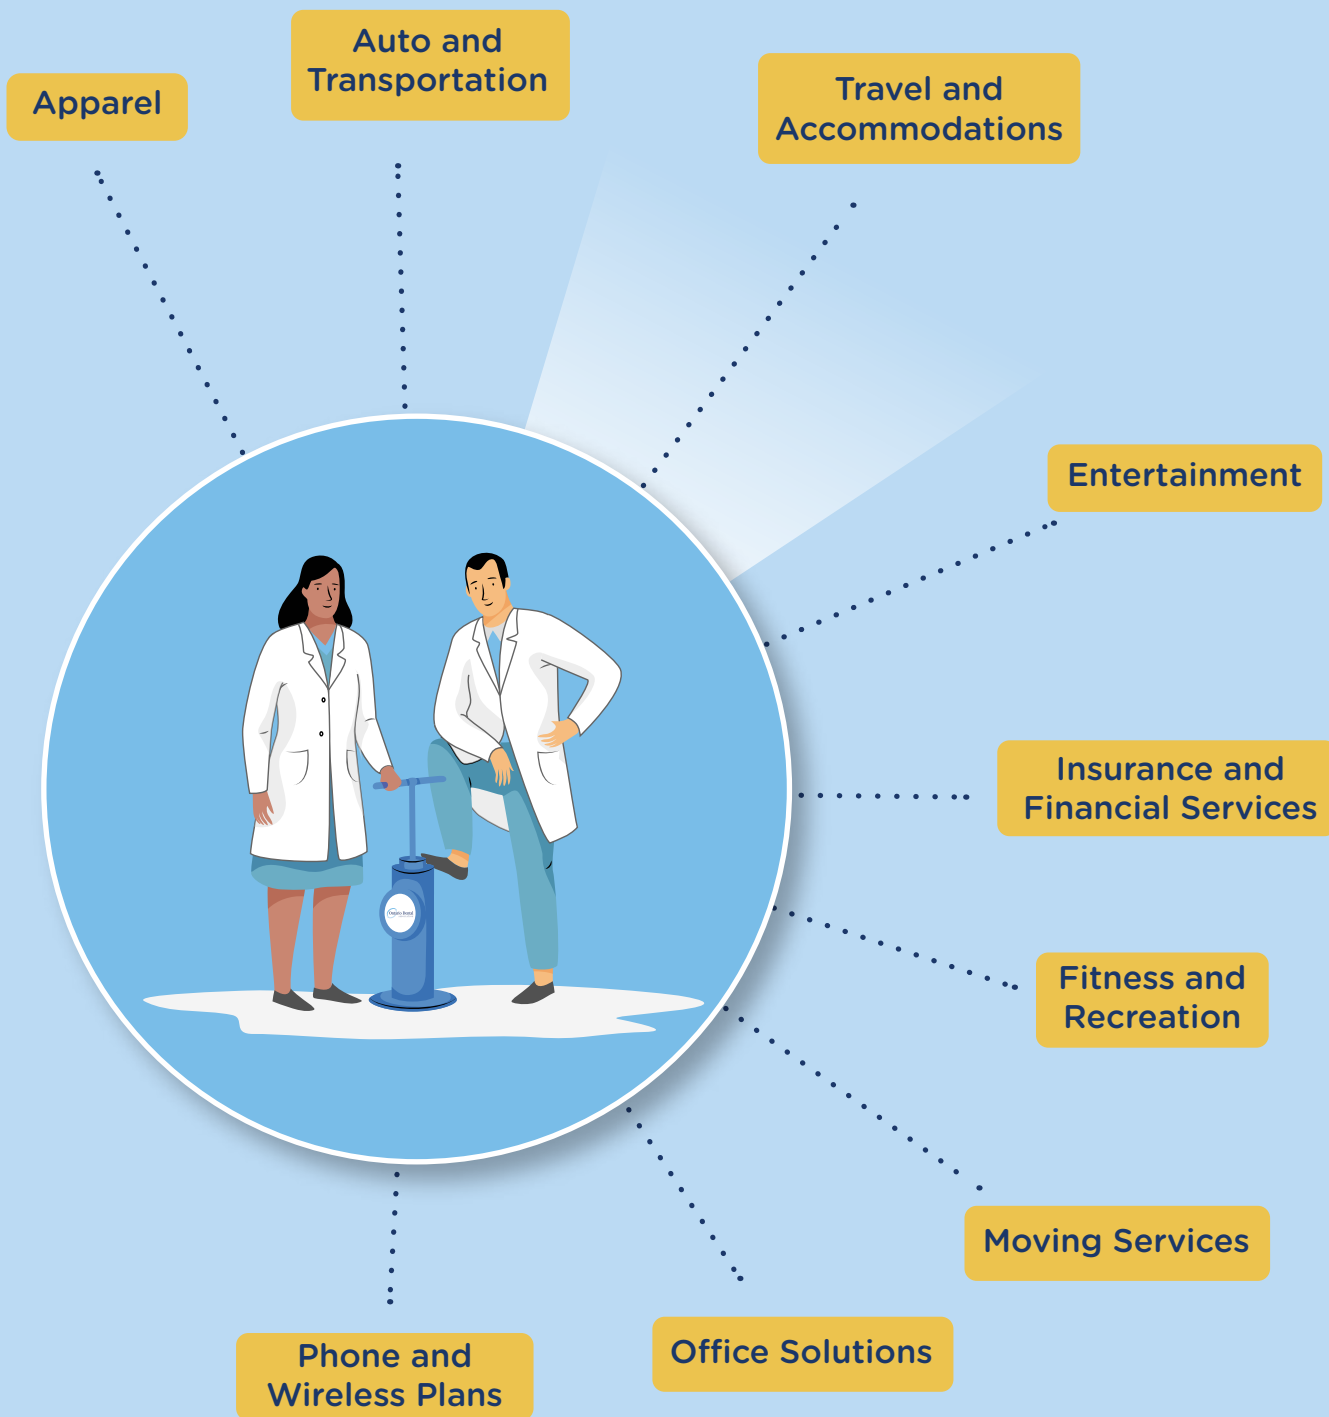 Auto and
Transportation
Apparel
Travel and
Accommodations
Entertainment
Insurance and
Financial Services
Fitness and
Recreation
Moving Services
Office Solutions
Phone and
Wireless Plans